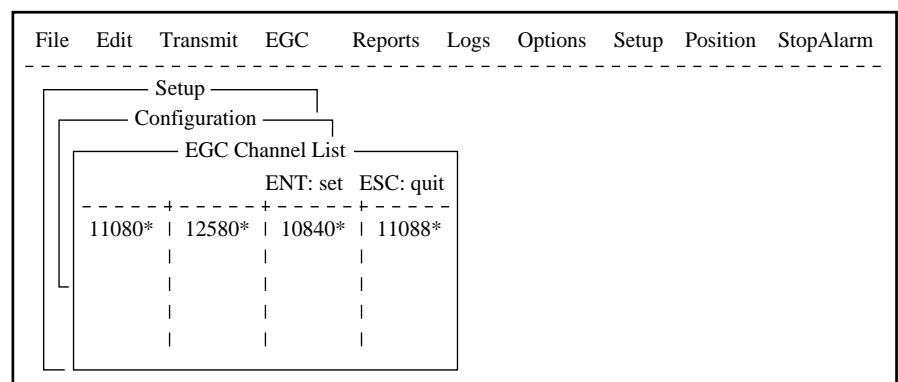 File Edit Transmit EGC Reports Logs Options Setup Position StopAlarm
Setup
Configuration
EGC Channel List
ENT: set ESC: quit
11080* 12580* 10840* 11088*